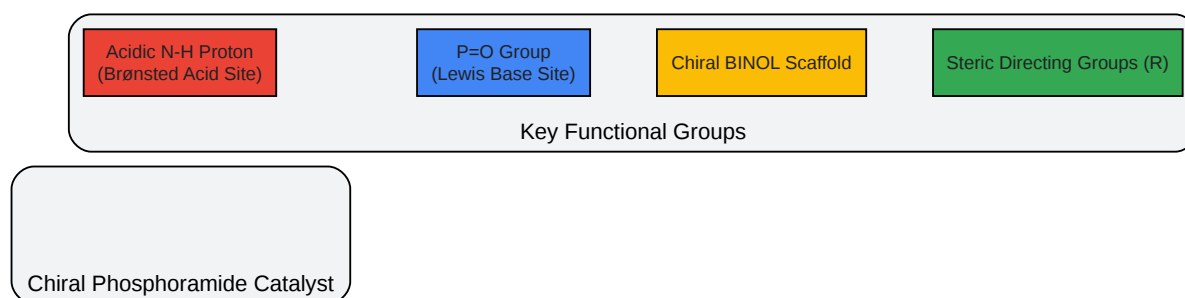 Acidic N-H Proton
(Brønsted Acid Site)
P=O Group
(Lewis Base Site)
Chiral BINOL Scaffold
Steric Directing Groups (R)
Key Functional Groups
Chiral Phosphoramide Catalyst